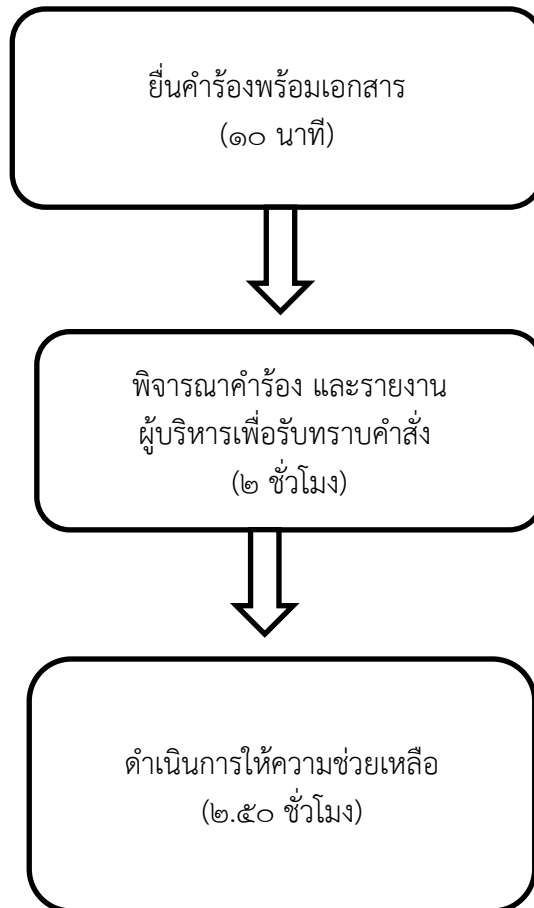 ยื่นคำร้องพร้อมเอกสาร
(๑๐ นาที)
พิจารณาคำร้อง และรายงาน
ผู้บริหารเพื่อรับทราบคำสั่ง
(๒ ชั่วโมง)
ดำเนินการให้ความช่วยเหลือ
(๒.๕๐ ชั่วโมง)